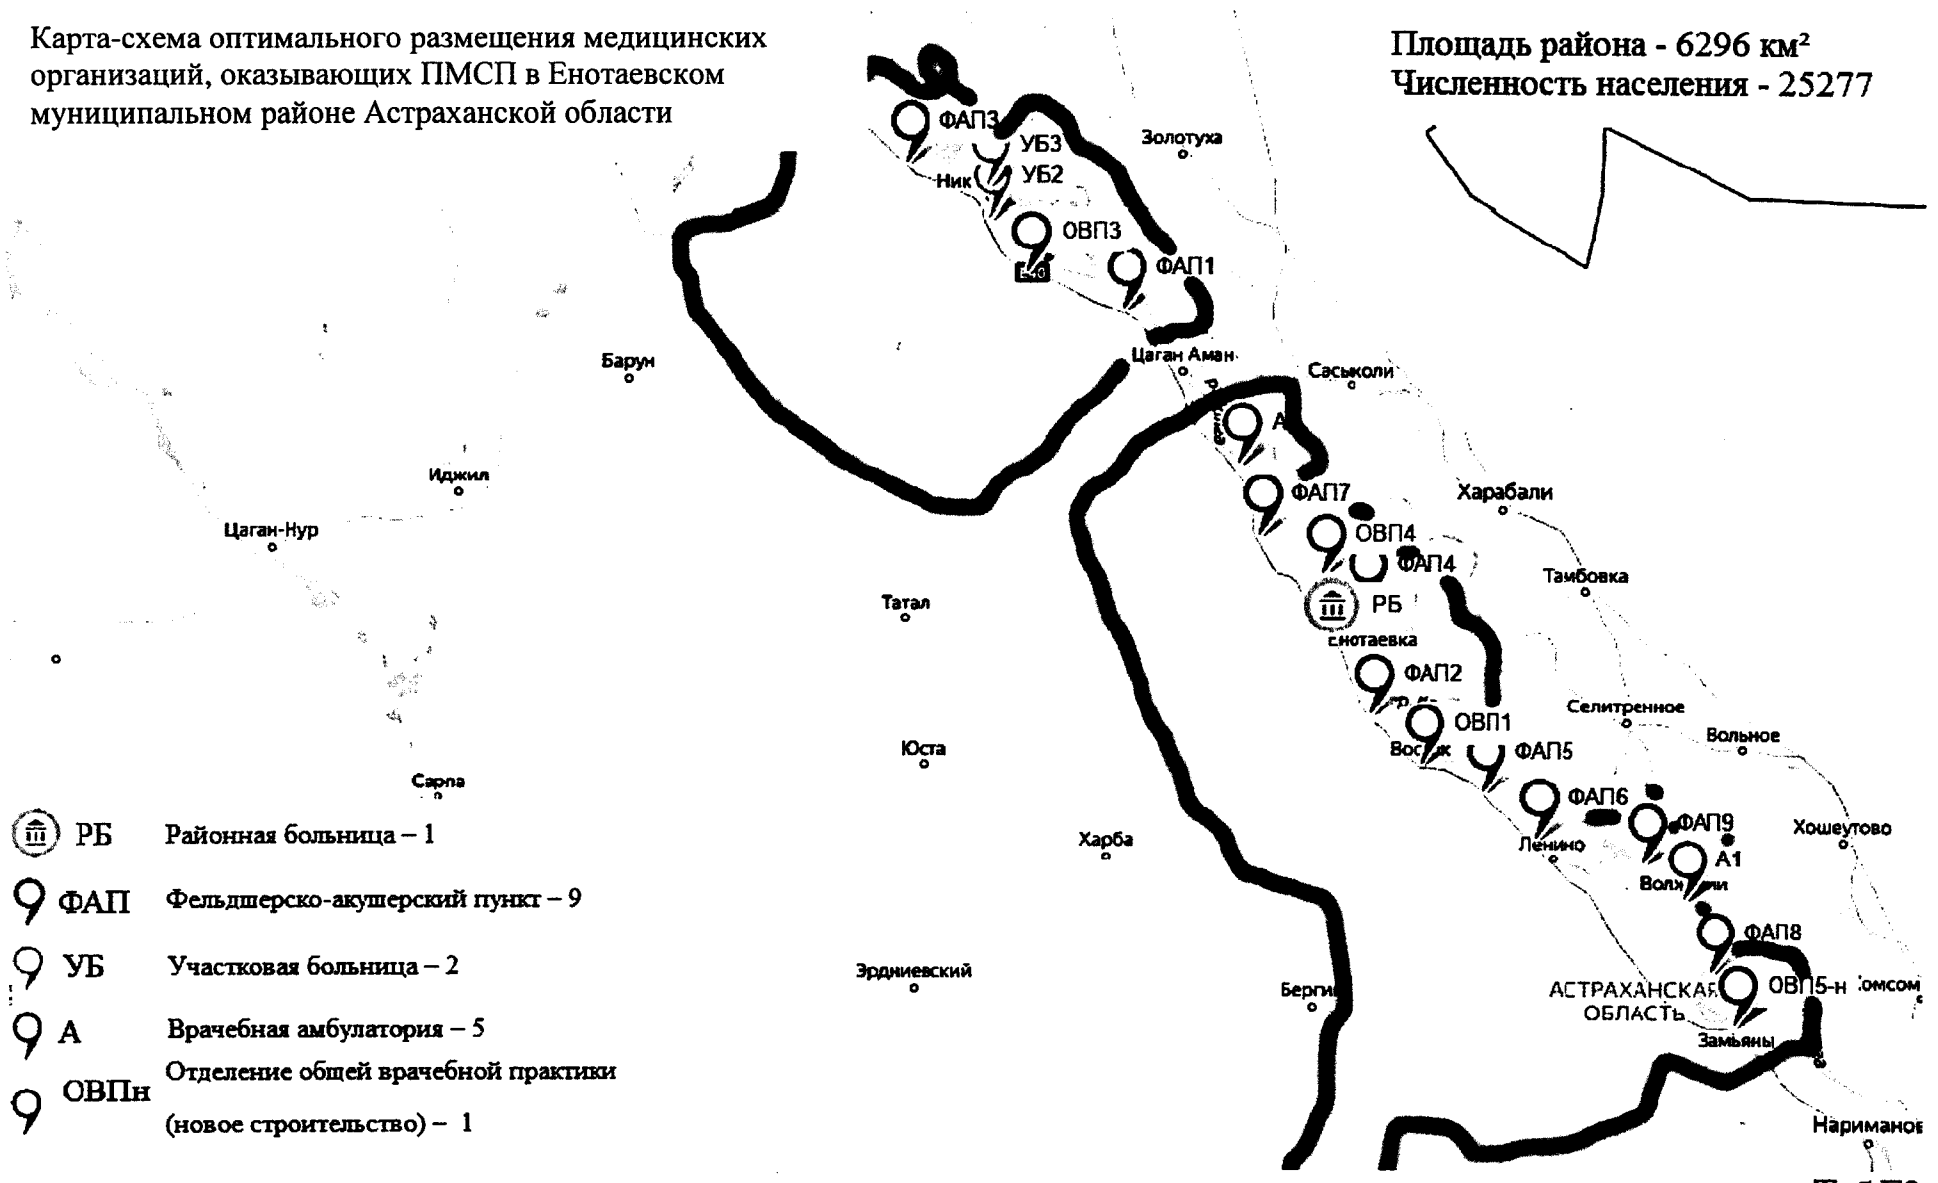 Карта-схема оптимального размещения медицинских
организаций, оказывающих ПМСП в Енотаевском
муниципальном районе Астраханской области
Площадь района - 6296 км²
Численность населения - 25277
ФАП3
УБ3
УБ2
Ник
ОВП3
ФАП1
Золотуха
Цаган Аман
Барун
Сасыколи
А
Иджил
ФАП7
Харабали
Цаган-Нур
ОВП4
ФАП4
Тамбовка
Татал
РБ
Енотаевка
ФАП2
Селитренное
ОВП1
Вольное
Юста
ФАП5
Сарпа
ФАП6
ФАП9
Хошеутово
Харба
Ленино
А1
ФАП8
Эрдниевский
Берги
АСТРАХАНСКАЯ
ОБЛАСТЬ
ОВП5-н
Замьяны
Нариманов
РБ Районная больница – 1
ФАП Фельдшерско-акушерский пункт – 9
УБ Участковая больница – 2
А Врачебная амбулатория – 5
ОВПн Отделение общей врачебной практики
(новое строительство) – 1